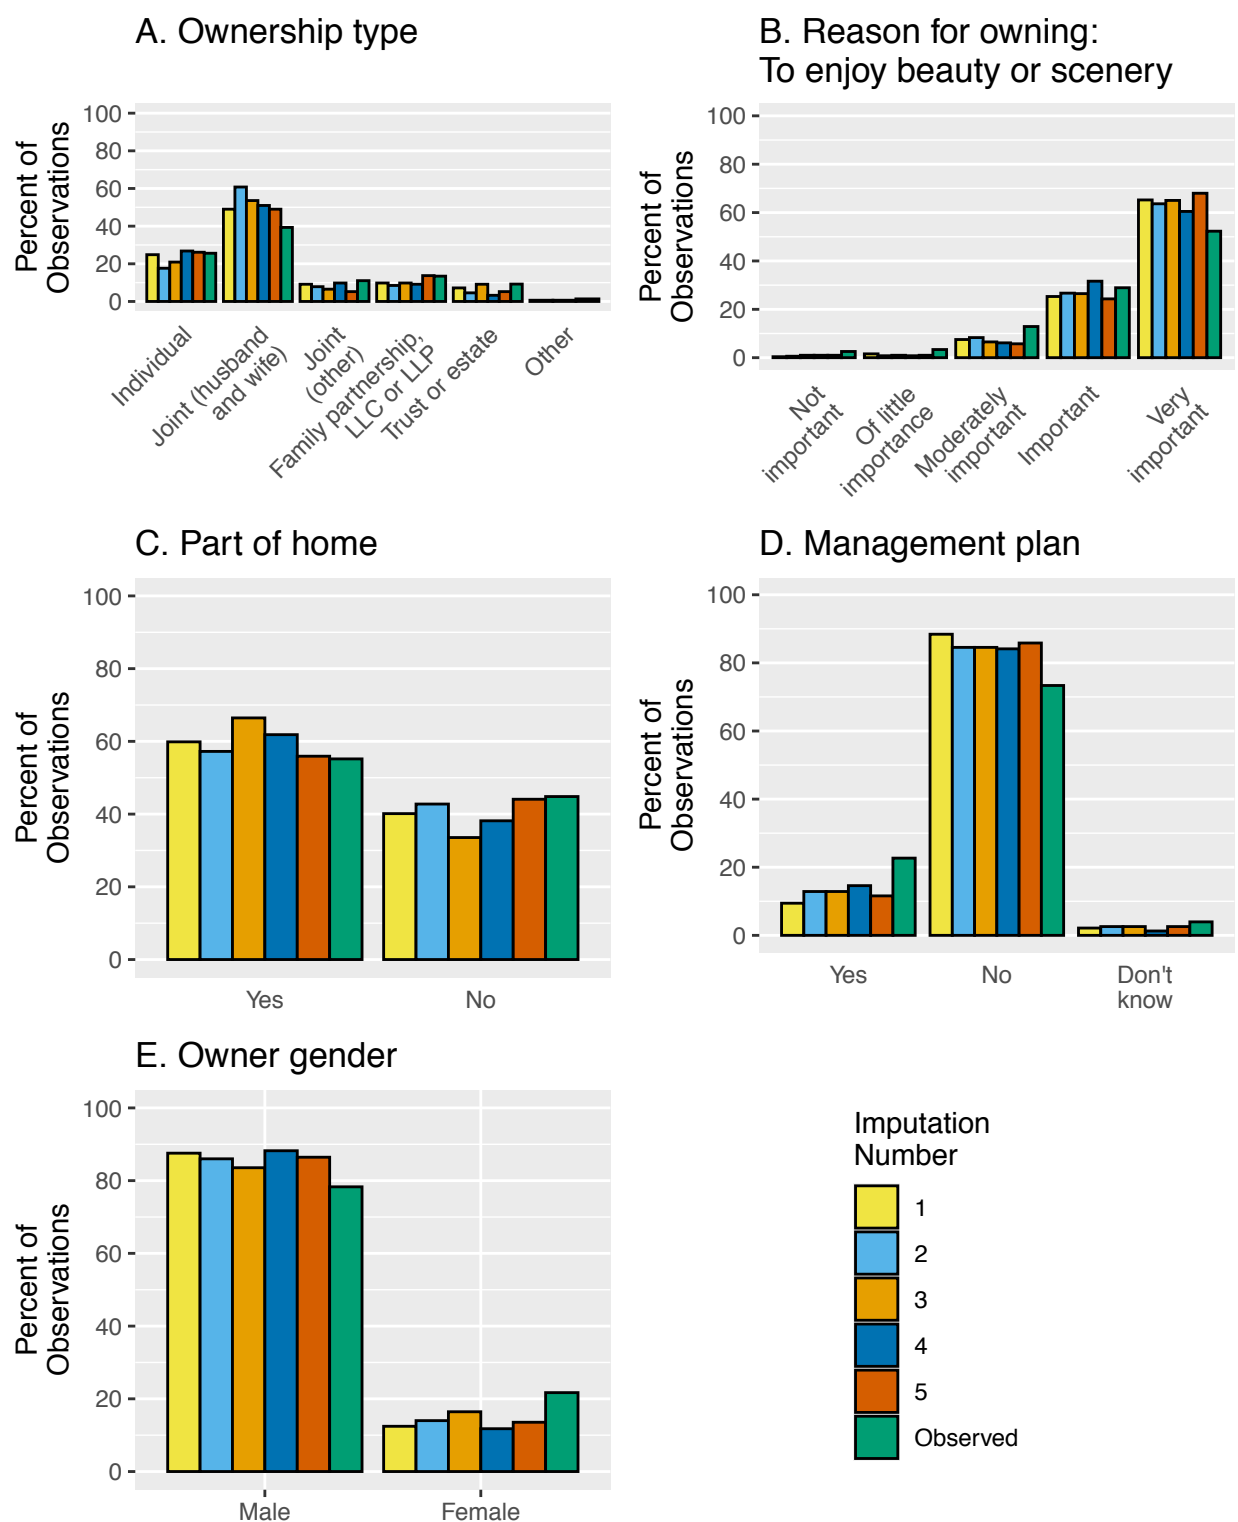 A. Ownership type
Percent of
Observations
100
80
60
40
20
0
Individual
Joint (husband
and wife)
Joint
(other)
Family partnership,
LLC or LLP
Trust or estate
Other
B. Reason for owning:
To enjoy beauty or scenery
Percent of
Observations
100
80
60
40
20
0
Not
important
Of little
importance
Moderately
important
Important
Very
important
C. Part of home
Percent of
Observations
100
80
60
40
20
0
Yes
No
D. Management plan
Percent of
Observations
100
80
60
40
20
0
Yes
No
Don't
know
E. Owner gender
Percent of
Observations
100
80
60
40
20
0
Male
Female
Imputation
Number
1
2
3
4
5
Observed